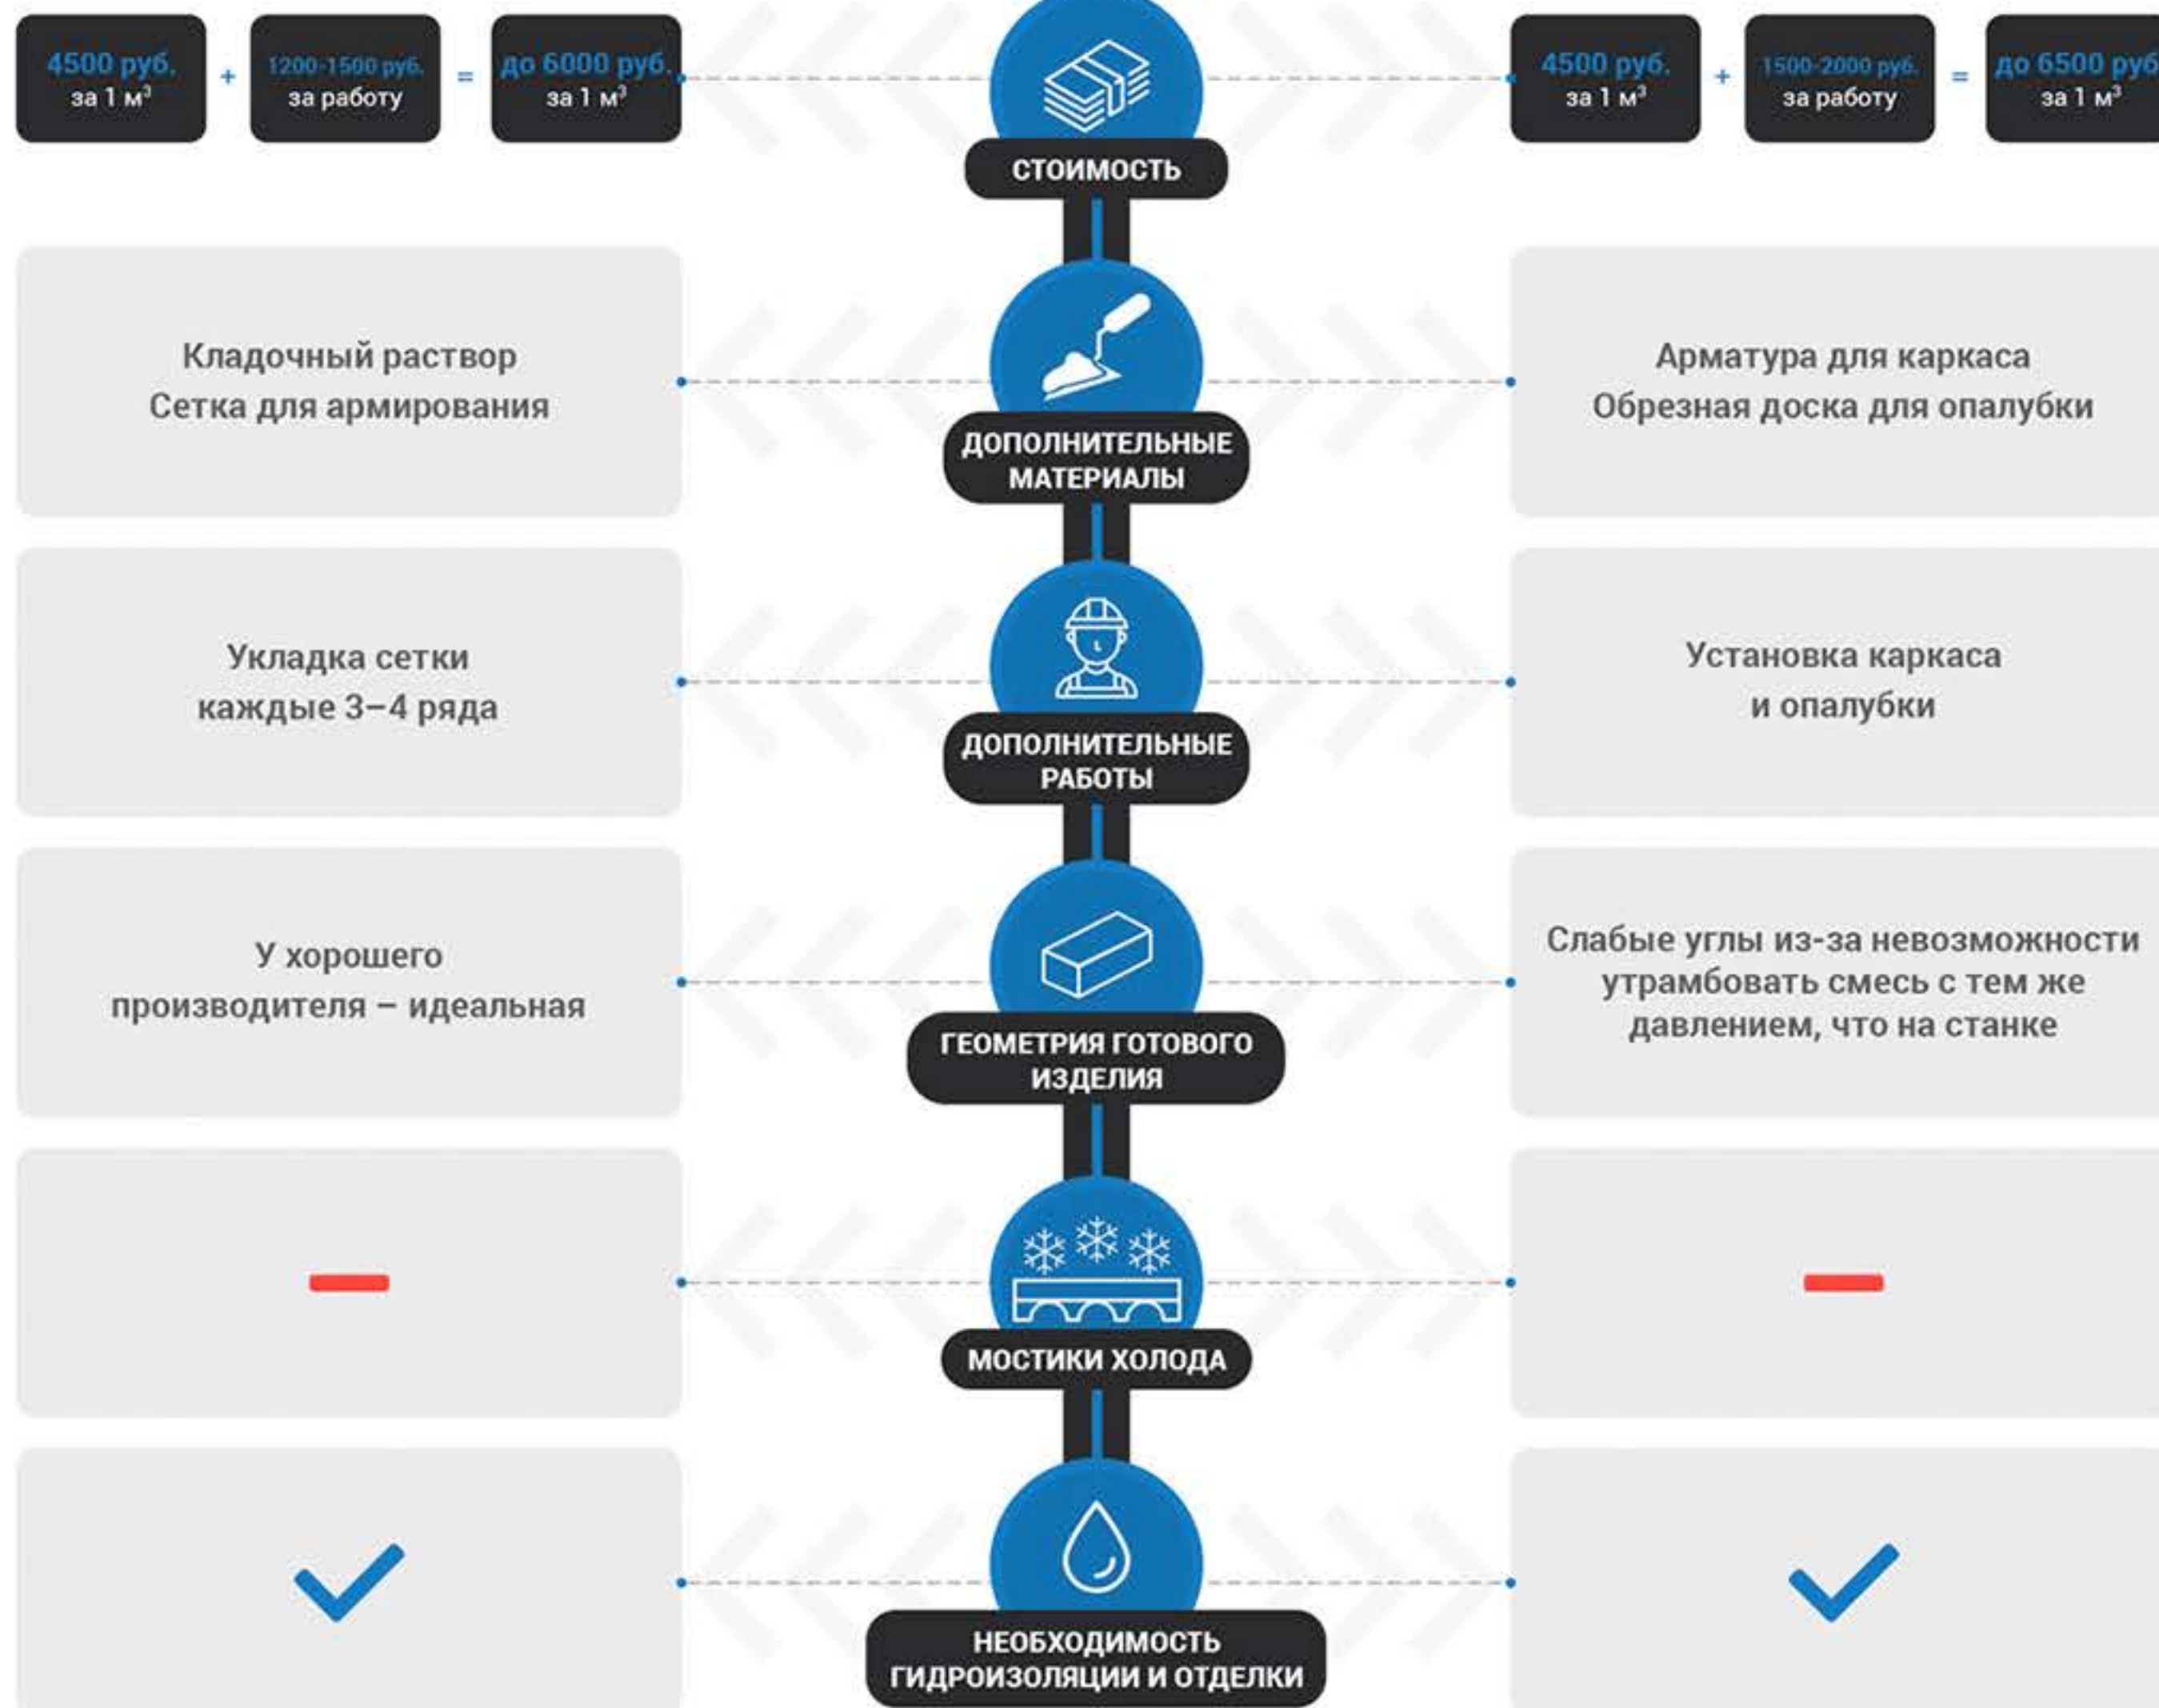 4500 руб.
за 1 м³
+
1200-1500 руб.
за работу
=
до 6000 руб.
за 1 м³
СТОИМОСТЬ
4500 руб.
за 1 м³
+
1500-2000 руб.
за работу
=
до 6500 руб
за 1 м³
Кладочный раствор
Сетка для армирования
ДОПОЛНИТЕЛЬНЫЕ
МАТЕРИАЛЫ
Арматура для каркаса
Обрезная доска для опалубки
Укладка сетки
каждые 3–4 ряда
ДОПОЛНИТЕЛЬНЫЕ
РАБОТЫ
Установка каркаса
и опалубки
У хорошего
производителя – идеальная
ГЕОМЕТРИЯ ГОТОВОГО
ИЗДЕЛИЯ
Слабые углы из-за невозможности
утрамбовать смесь с тем же
давлением, что на станке
МОСТИКИ ХОЛОДА
НЕОБХОДИМОСТЬ
ГИДРОИЗОЛЯЦИИ И ОТДЕЛКИ